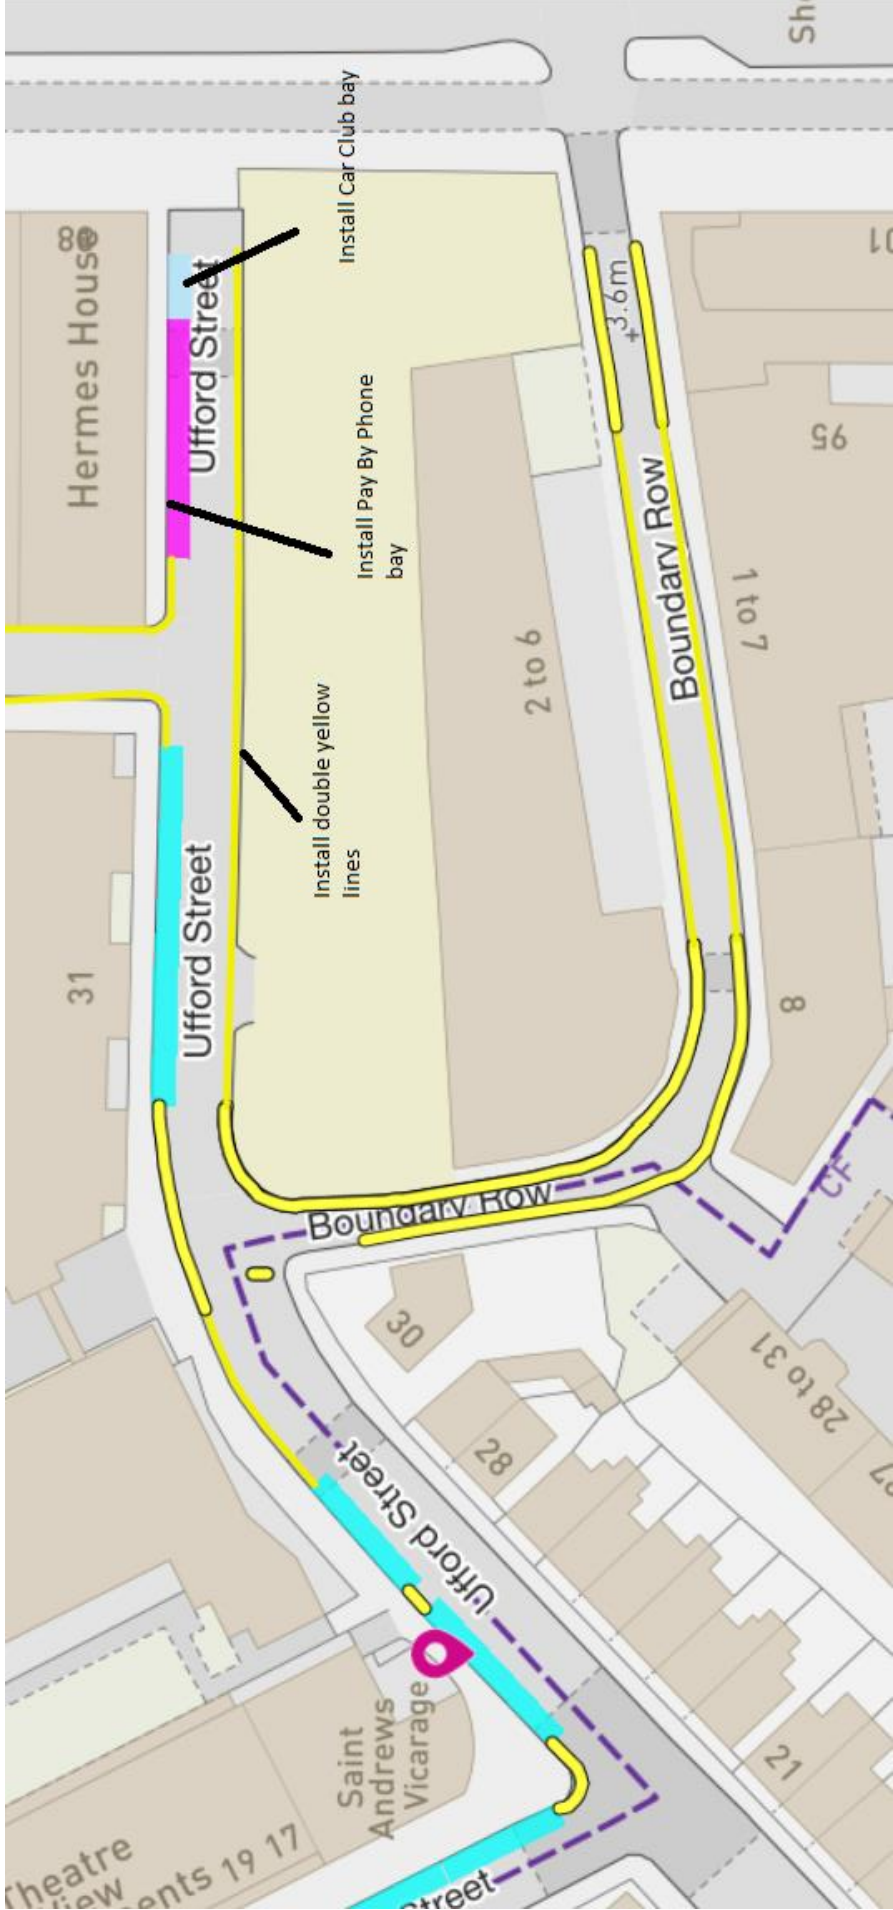 Install Car Club bay
8
Hermes House
Ufford Street
3.6m
95
Install Pay By Phone
bay
Boundary Row
1 to 7
2 to 6
Install double yellow
lines
Ufford Street
31
8
CF
Boundary Row
30
28 to 31
28
Ufford Street
Saint
Andrews
Vicarage
21
Theatre
19 17
Street